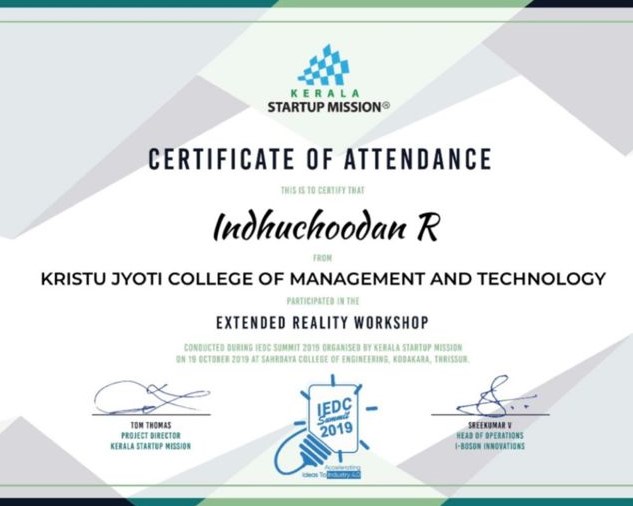 KERALA
STARTUP MISSION®
CERTIFICATE OF ATTENDANCE
THIS IS TO CERTIFY THAT
Indhuchoodan R
FROM
KRISTU JYOTI COLLEGE OF MANAGEMENT AND TECHNOLOGY
PARTICIPATED IN THE
EXTENDED REALITY WORKSHOP
CONDUCTED DURING IEDC SUMMIT 2019 ORGANISED BY KERALA STARTUP MISSION
ON 19 OCTOBER 2019 AT SAHRDAYA COLLEGE OF ENGINEERING, KODAKARA, THRISSUR.
TOM THOMAS
PROJECT DIRECTOR
KERALA STARTUP MISSION
IEDC
Summit
2019
Accelerating
Ideas To Industry 4.0
SREEKUMAR V
HEAD OF OPERATIONS
I-BOSON INNOVATIONS